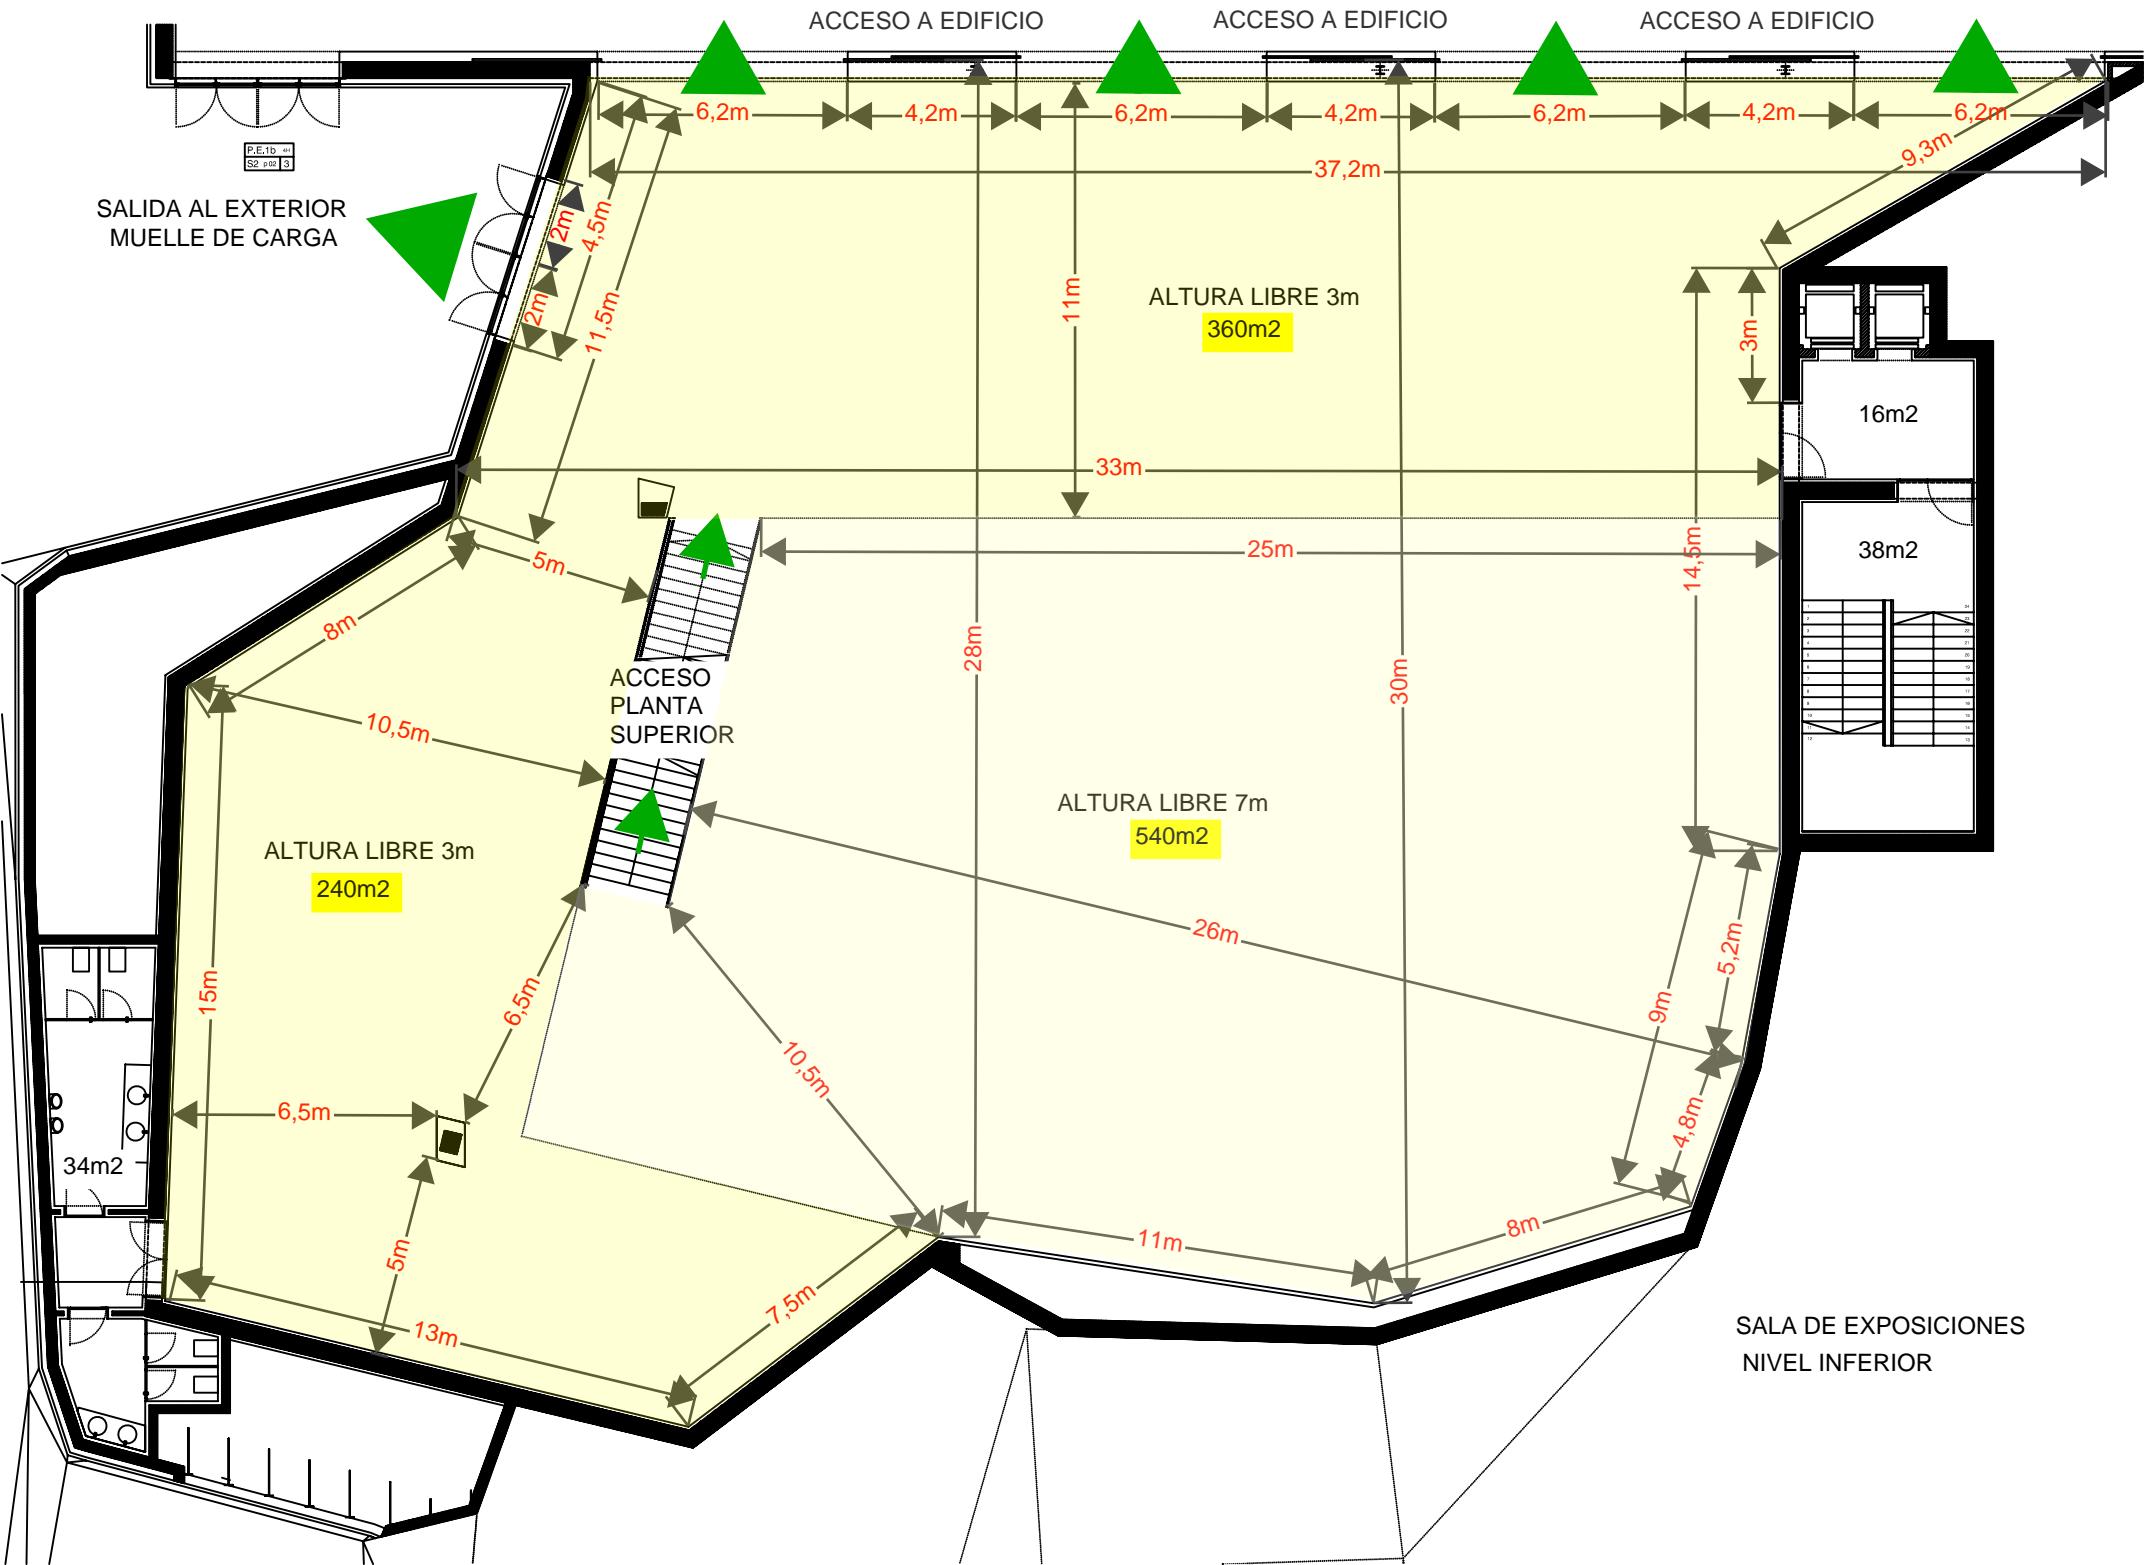 ACCESO A EDIFICIO
ACCESO A EDIFICIO
ACCESO A EDIFICIO
6,2m
4,2m
6,2m
4,2m
6,2m
4,2m
6,2m
9,3m
37,2m
P.E.1b
S2 p02 3
SALIDA AL EXTERIOR
MUELLE DE CARGA
2m
4,5m
2m
11,5m
11m
ALTURA LIBRE 3m
360m2
3m
16m2
33m
25m
14,5m
38m2
5m
8m
28m
30m
ACCESO
PLANTA
SUPERIOR
10,5m
ALTURA LIBRE 7m
540m2
ALTURA LIBRE 3m
240m2
26m
5,2m
15m
6,5m
9m
10,5m
6,5m
4,8m
34m2
8m
11m
5m
7,5m
13m
SALA DE EXPOSICIONES
NIVEL INFERIOR